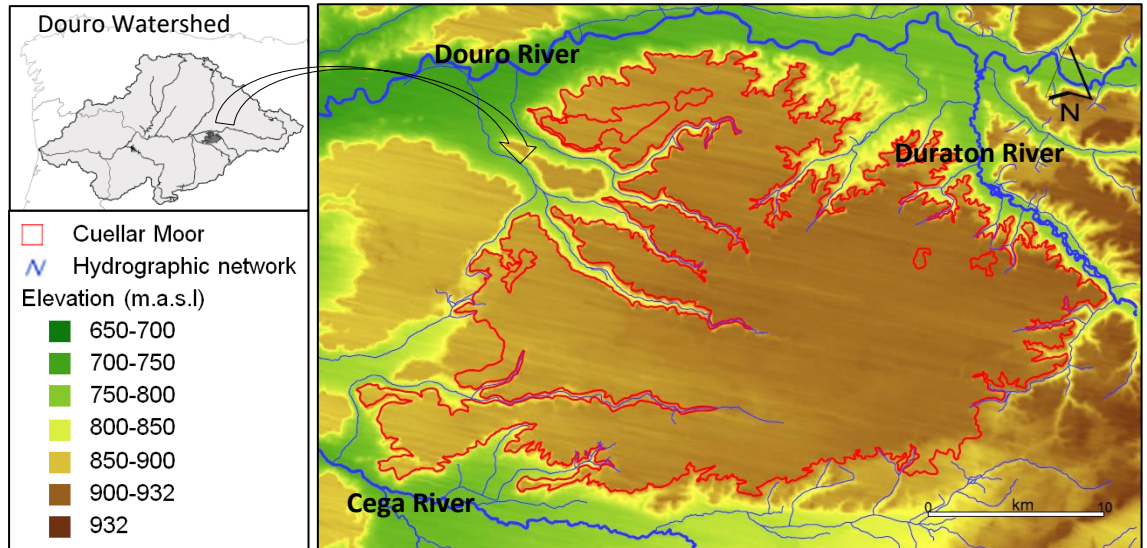 Douro Watershed
Cuellar Moor
Hydrographic network
Elevation (m.a.s.l)
650-700
700-750
750-800
800-850
850-900
900-932
932
Douro River
N
Duraton River
Cega River
0 km 10